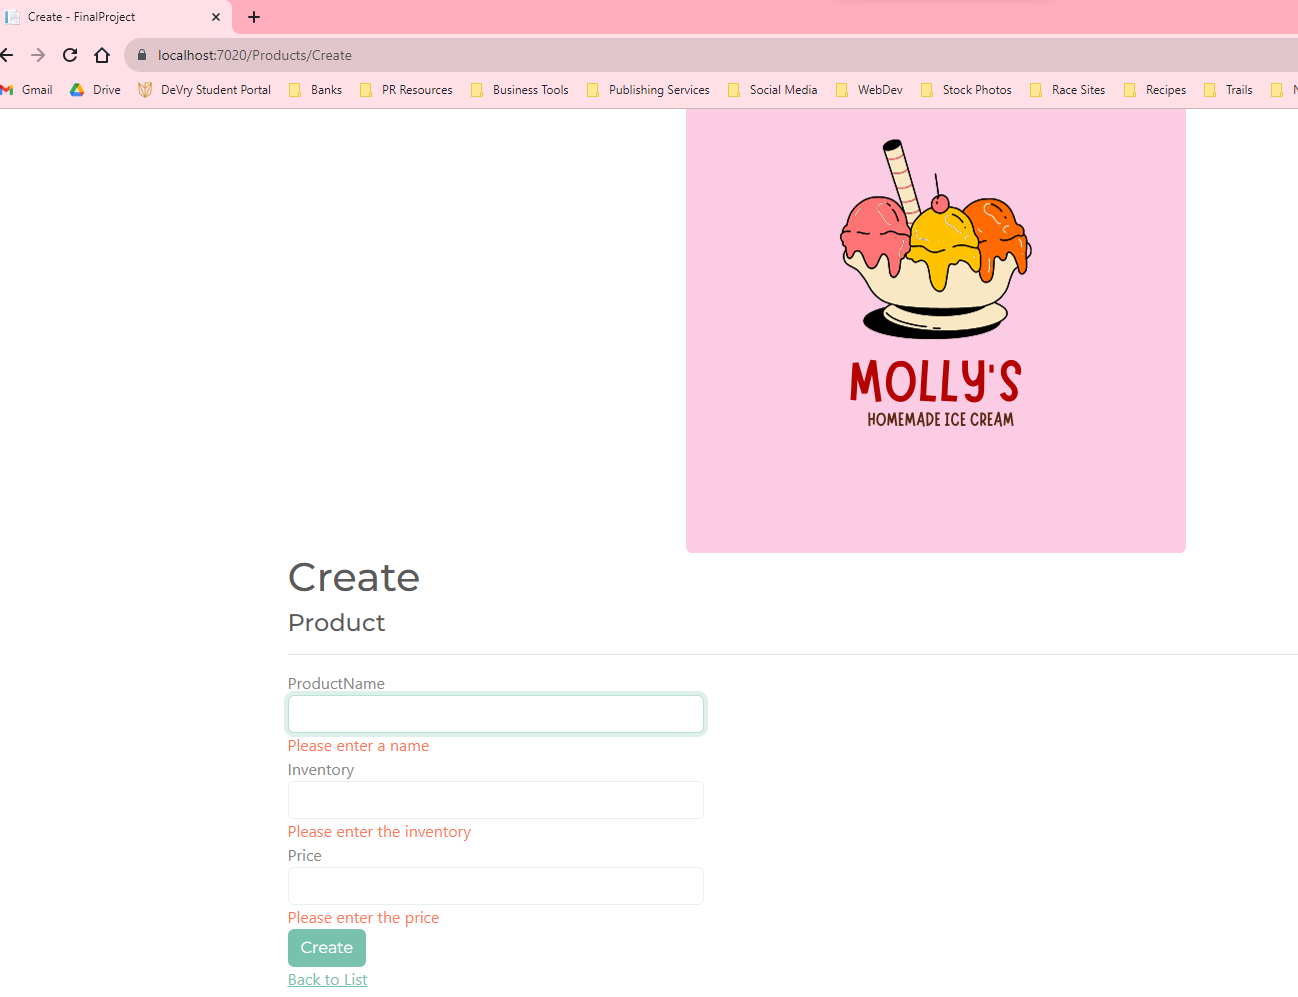 Create - FinalProject
localhost:7020/Products/Create
Gmail Drive DeVry Student Portal Banks PR Resources Business Tools Publishing Services Social Media WebDev Stock Photos Race Sites Recipes Trails
MOLLY'S
HOMEMADE ICE CREAM
Create
Product
ProductName
Please enter a name
Inventory
Please enter the inventory
Price
Please enter the price
Create
Back to List